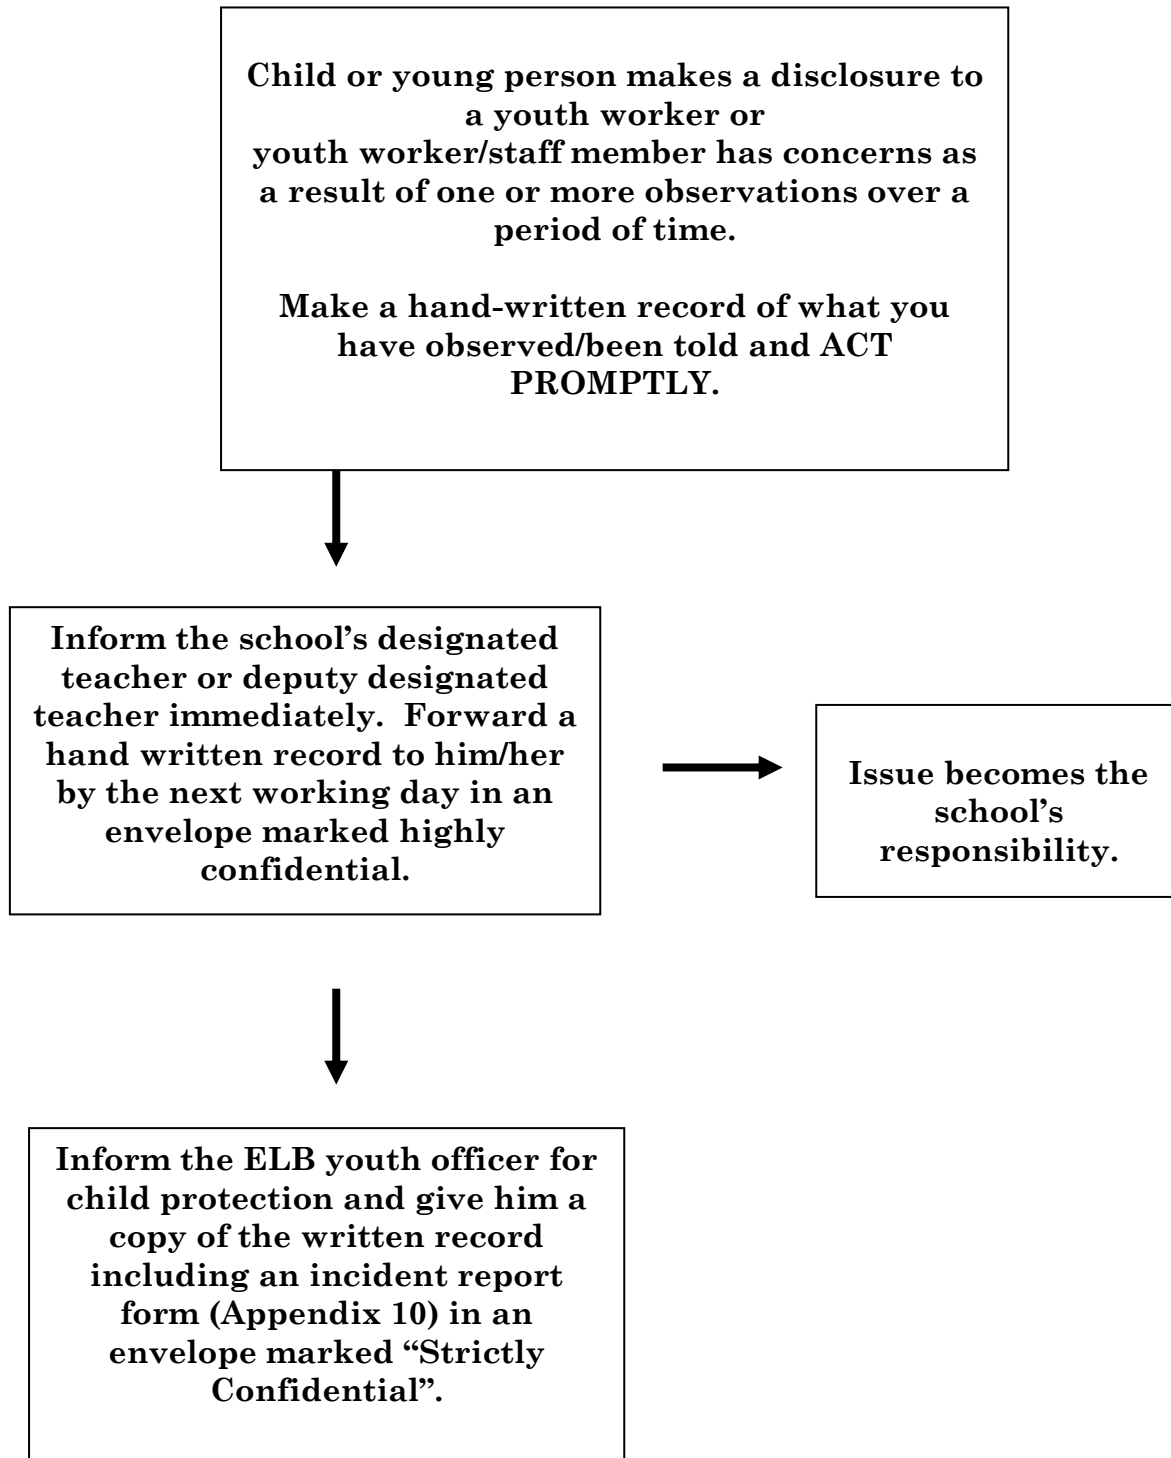 Child or young person makes a disclosure to
a youth worker or
youth worker/staff member has concerns as
a result of one or more observations over a
period of time.
Make a hand-written record of what you
have observed/been told and ACT
PROMPTLY.
Inform the school’s designated
teacher or deputy designated
teacher immediately.  Forward a
hand written record to him/her
by the next working day in an
envelope marked highly
confidential.
Issue becomes the
school’s
responsibility.
Inform the ELB youth officer for
child protection and give him a
copy of the written record
including an incident report
form (Appendix 10) in an
envelope marked “Strictly
Confidential”.